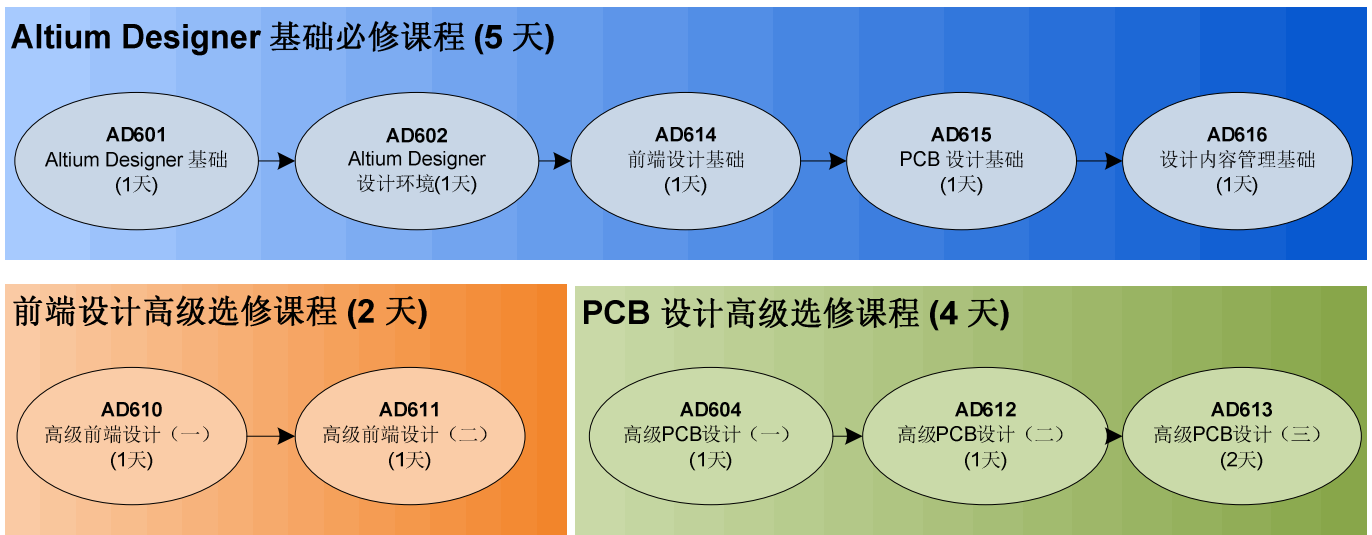 Altium Designer 基础必修课程 (5 天)
AD601
Altium Designer 基础
(1天)
AD602
Altium Designer
设计环境(1天)
AD614
前端设计基础
(1天)
AD615
PCB 设计基础
(1天)
AD616
设计内容管理基础
(1天)
前端设计高级选修课程 (2 天)
AD610
高级前端设计（一）
(1天)
AD611
高级前端设计（二）
(1天)
PCB 设计高级选修课程 (4 天)
AD604
高级PCB设计（一）
(1天)
AD612
高级PCB设计（二）
(1天)
AD613
高级PCB设计（三）
(2天)